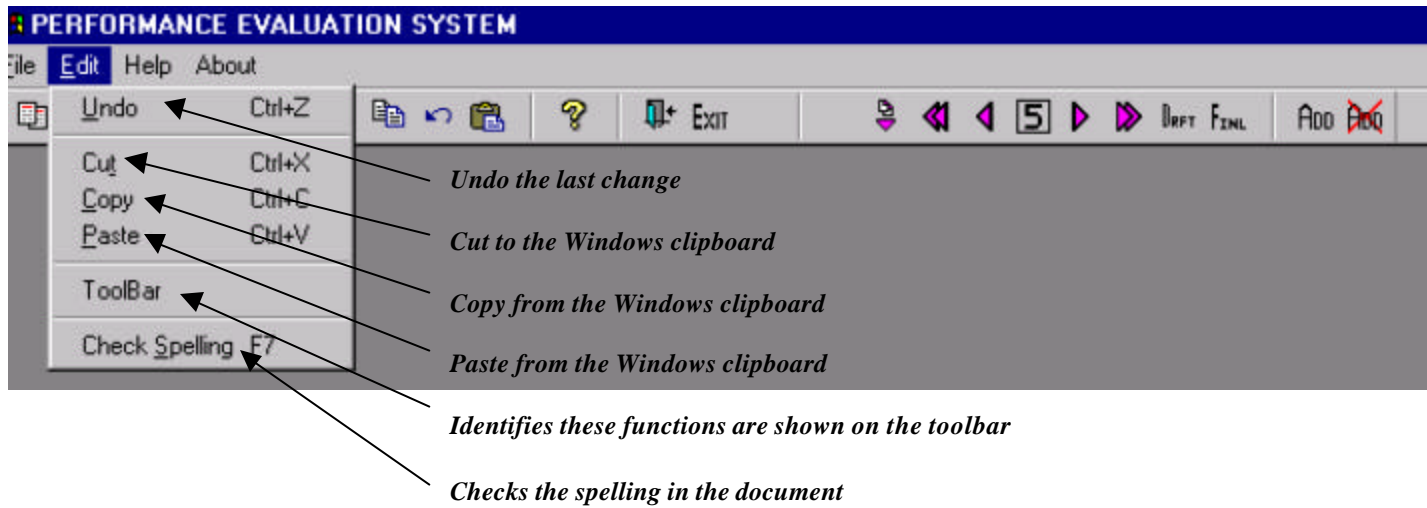 PERFORMANCE EVALUATION SYSTEM
File Edit Help About
EXIT 5 DRFT FINL ADD ADD
Undo Ctrl+Z
Cut Ctrl+X
Copy Ctrl+C
Paste Ctrl+V
ToolBar
Check Spelling F7
Undo the last change
Cut to the Windows clipboard
Copy from the Windows clipboard
Paste from the Windows clipboard
Identifies these functions are shown on the toolbar
Checks the spelling in the document